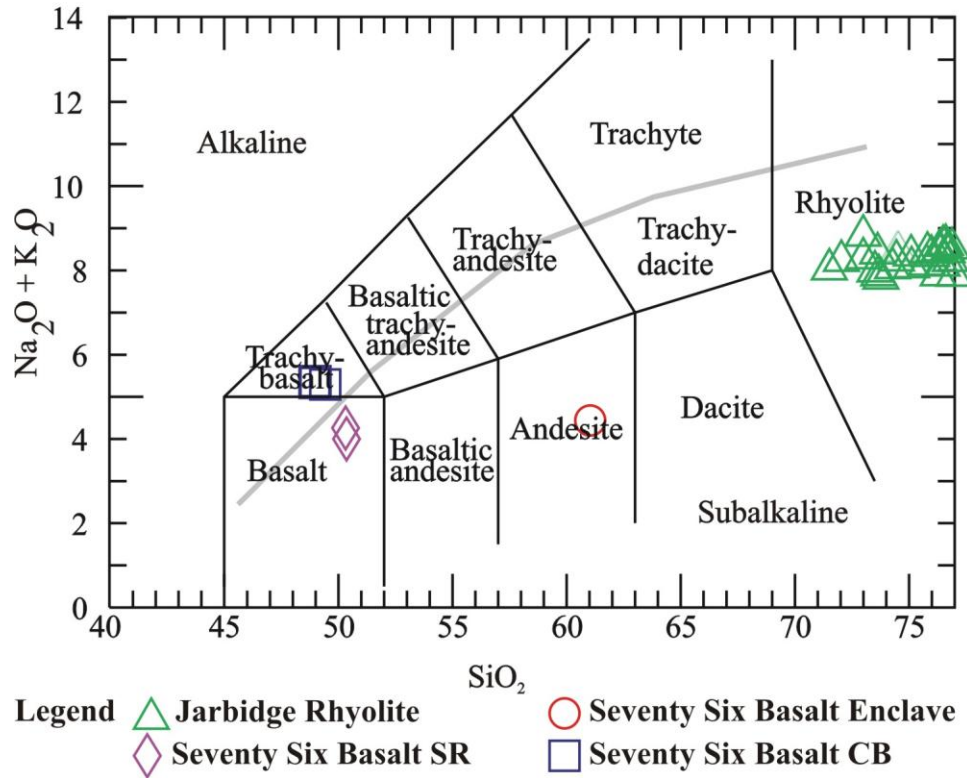 14
12
10
8
6
4
2
0
Na2O + K2O
Alkaline
Trachyte
Rhyolite
Trachy-
andesite
Trachy-
dacite
Basaltic
trachy-
andesite
Trachy-
basalt
Basalt
Basaltic
andesite
Andesite
Dacite
Subalkaline
40 45 50 55 60 65 70 75
SiO2
Legend Jarbidge Rhyolite Seventy Six Basalt Enclave
Seventy Six Basalt SR Seventy Six Basalt CB